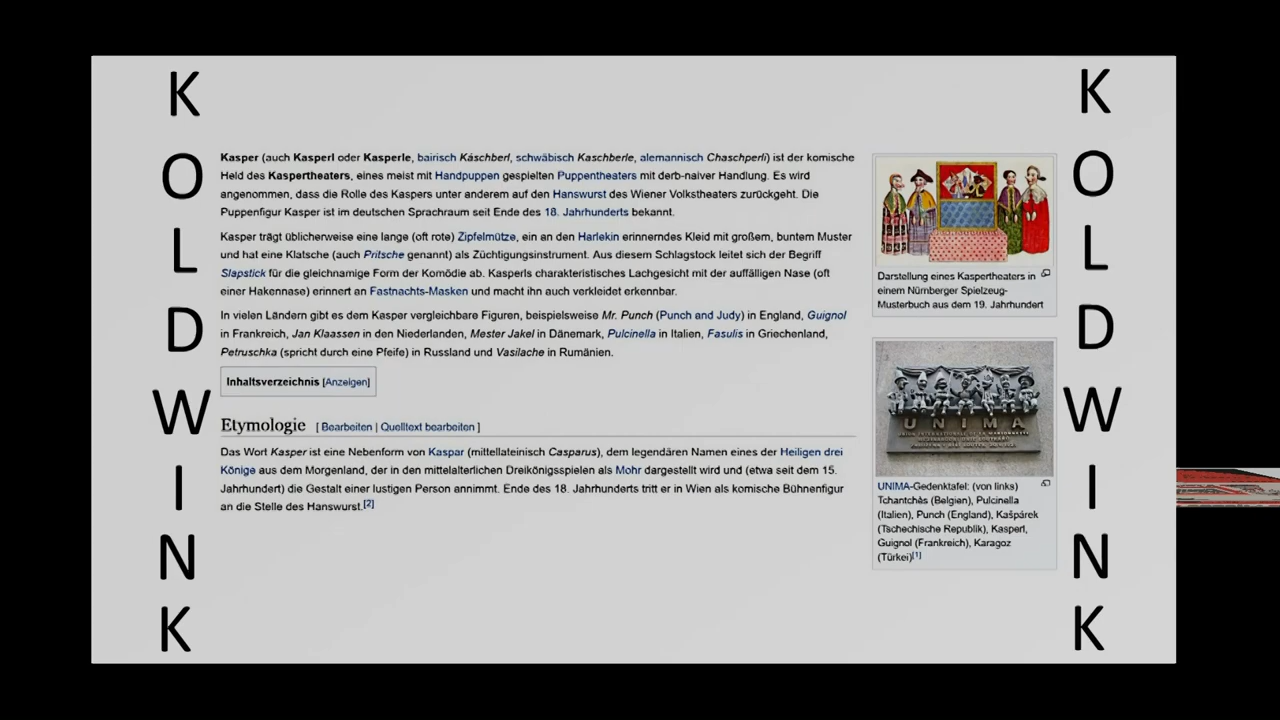 K
O
L
D
W
I
N
K
Kasper (auch Kasperl oder Kasperle, bairisch Káschberl, schwäbisch Kaschberle, alemannisch Chaschperli) ist der komische
Held des Kaspertheaters, eines meist mit Handpuppen gespielten Puppentheaters mit derb-naiver Handlung. Es wird
angenommen, dass die Rolle des Kaspers unter anderem auf den Hanswurst des Wiener Volkstheaters zurückgeht. Die
Puppenfigur Kasper ist im deutschen Sprachraum seit Ende des 18. Jahrhunderts bekannt.
Kasper trägt üblicherweise eine lange (oft rote) Zipfelmütze, ein an den Harlekin erinnerndes Kleid mit großem, buntem Muster
und hat eine Klatsche (auch Pritsche genannt) als Züchtigungsinstrument. Aus diesem Schlagstock leitet sich der Begriff
Slapstick für die gleichnamige Form der Komödie ab. Kasperls charakteristisches Lachgesicht mit der auffälligen Nase (oft
einer Hakennase) erinnert an Fastnachts-Masken und macht ihn auch verkleidet erkennbar.
In vielen Ländern gibt es dem Kasper vergleichbare Figuren, beispielsweise Mr. Punch (Punch and Judy) in England, Guignol
in Frankreich, Jan Klaassen in den Niederlanden, Mester Jakel in Dänemark, Pulcinella in Italien, Fasulis in Griechenland,
Petruschka (spricht durch eine Pfeife) in Russland und Vasilache in Rumänien.
Inhaltsverzeichnis [Anzeigen]
Etymologie [ Bearbeiten | Quelltext bearbeiten ]
Das Wort Kasper ist eine Nebenform von Kaspar (mittellateinisch Casparus), dem legendären Namen eines der Heiligen drei
Könige aus dem Morgenland, der in den mittelalterlichen Dreikönigsspielen als Mohr dargestellt wird und (etwa seit dem 15.
Jahrhundert) die Gestalt einer lustigen Person annimmt. Ende des 18. Jahrhunderts tritt er in Wien als komische Bühnenfigur
an die Stelle des Hanswurst.[2]
Darstellung eines Kaspertheaters in
einem Nürnberger Spielzeug-
Musterbuch aus dem 19. Jahrhundert
UNIMA
UNIMA-Gedenktafel: (von links)
Tchantchès (Belgien), Pulcinella
(Italien), Punch (England), Kašpárek
(Tschechische Republik), Kasperl,
Guignol (Frankreich), Karagoz
(Türkei)[1]
K
O
L
D
W
I
N
K